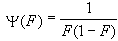 Ψ(F) = 1 / F(1 − F)